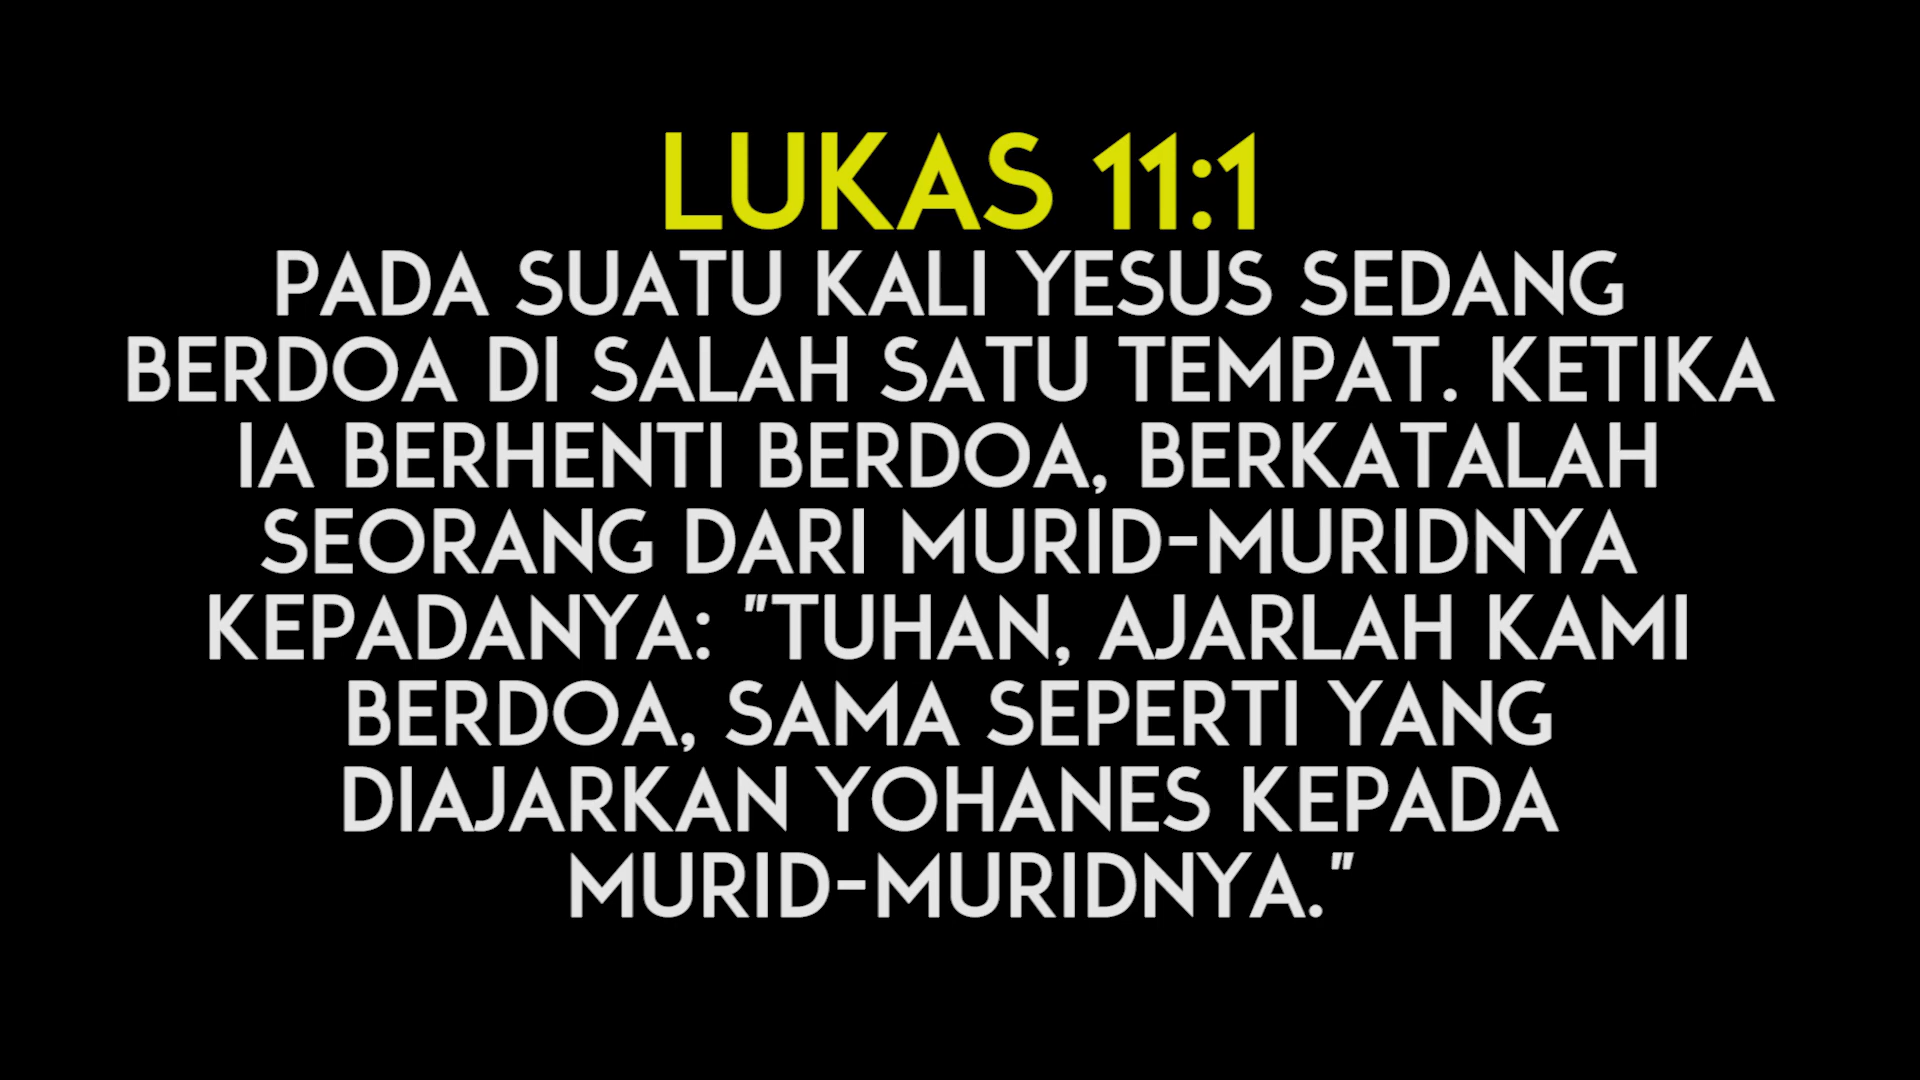 LUKAS 11:1
PADA SUATU KALI YESUS SEDANG
BERDOA DI SALAH SATU TEMPAT. KETIKA
IA BERHENTI BERDOA, BERKATALAH
SEORANG DARI MURID-MURIDNYA
KEPADANYA: "TUHAN, AJARLAH KAMI
BERDOA, SAMA SEPERTI YANG
DIAJARKAN YOHANES KEPADA
MURID-MURIDNYA."